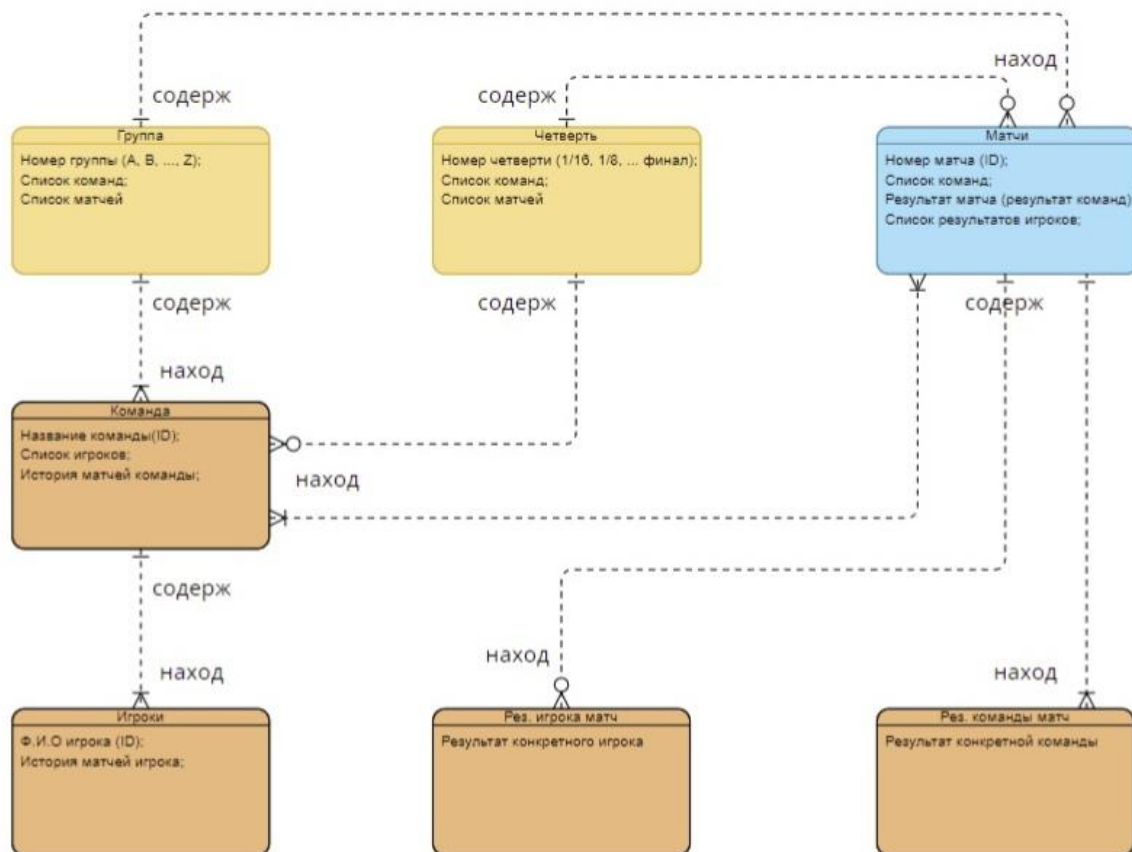 наход
содерж
содерж
Группа
Номер группы (A, B, ..., Z);
Список команд;
Список матчей
Четверть
Номер четверти (1/16, 1/8, ... финал);
Список команд;
Список матчей
Матчи
Номер матча (ID);
Список команд;
Результат матча (результат команд)
Список результатов игроков;
содерж
содерж
содерж
наход
Команда
Название команды(ID);
Список игроков;
История матчей команды;
наход
содерж
наход
наход
наход
Игроки
Ф.И.О игрока (ID);
История матчей игрока;
Рез. игрока матч
Результат конкретного игрока
Рез. команды матч
Результат конкретной команды